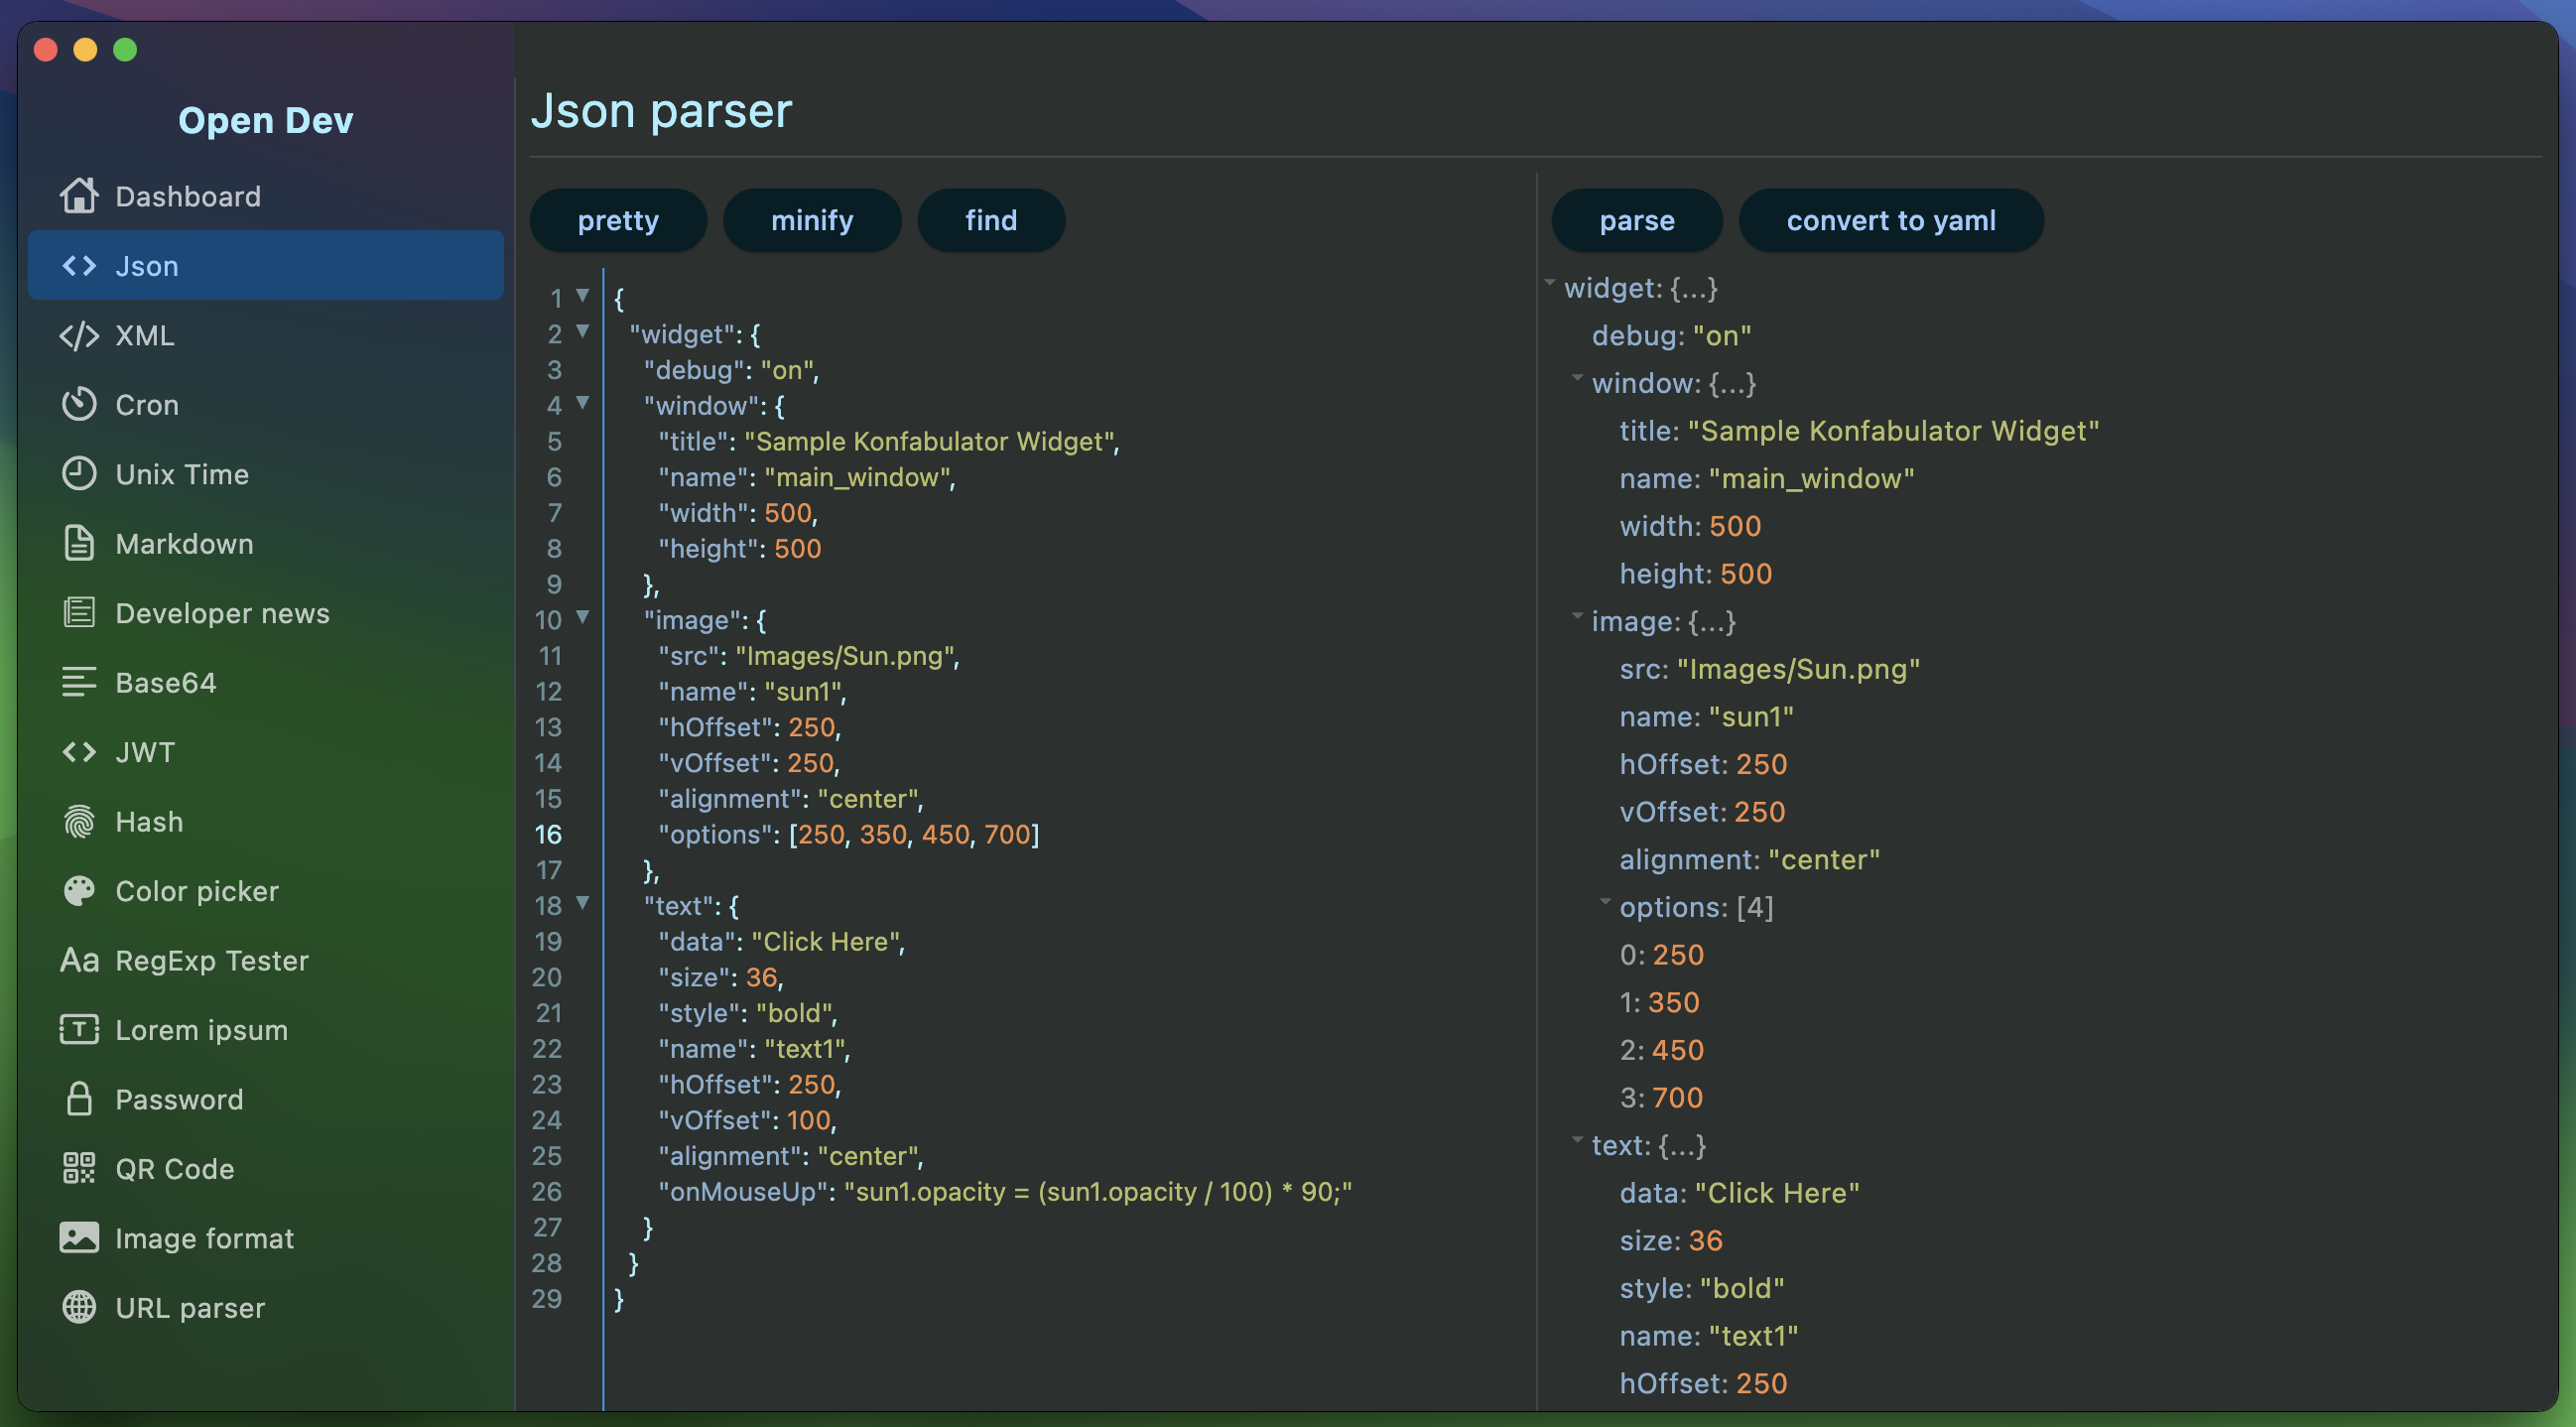 Open Dev
Dashboard
Json
XML
Cron
Unix Time
Markdown
Developer news
Base64
JWT
Hash
Color picker
Aa RegExp Tester
T Lorem ipsum
Password
QR Code
Image format
URL parser
Json parser
pretty minify find
1 {
2 "widget": {
3 "debug": "on",
4 "window": {
5 "title": "Sample Konfabulator Widget",
6 "name": "main_window",
7 "width": 500,
8 "height": 500
9 },
10 "image": {
11 "src": "Images/Sun.png",
12 "name": "sun1",
13 "hOffset": 250,
14 "vOffset": 250,
15 "alignment": "center",
16 "options": [250, 350, 450, 700]
17 },
18 "text": {
19 "data": "Click Here",
20 "size": 36,
21 "style": "bold",
22 "name": "text1",
23 "hOffset": 250,
24 "vOffset": 100,
25 "alignment": "center",
26 "onMouseUp": "sun1.opacity = (sun1.opacity / 100) * 90;"
27 }
28 }
29 }
parse convert to yaml
widget: {...}
debug: "on"
window: {...}
title: "Sample Konfabulator Widget"
name: "main_window"
width: 500
height: 500
image: {...}
src: "Images/Sun.png"
name: "sun1"
hOffset: 250
vOffset: 250
alignment: "center"
options: [4]
0: 250
1: 350
2: 450
3: 700
text: {...}
data: "Click Here"
size: 36
style: "bold"
name: "text1"
hOffset: 250